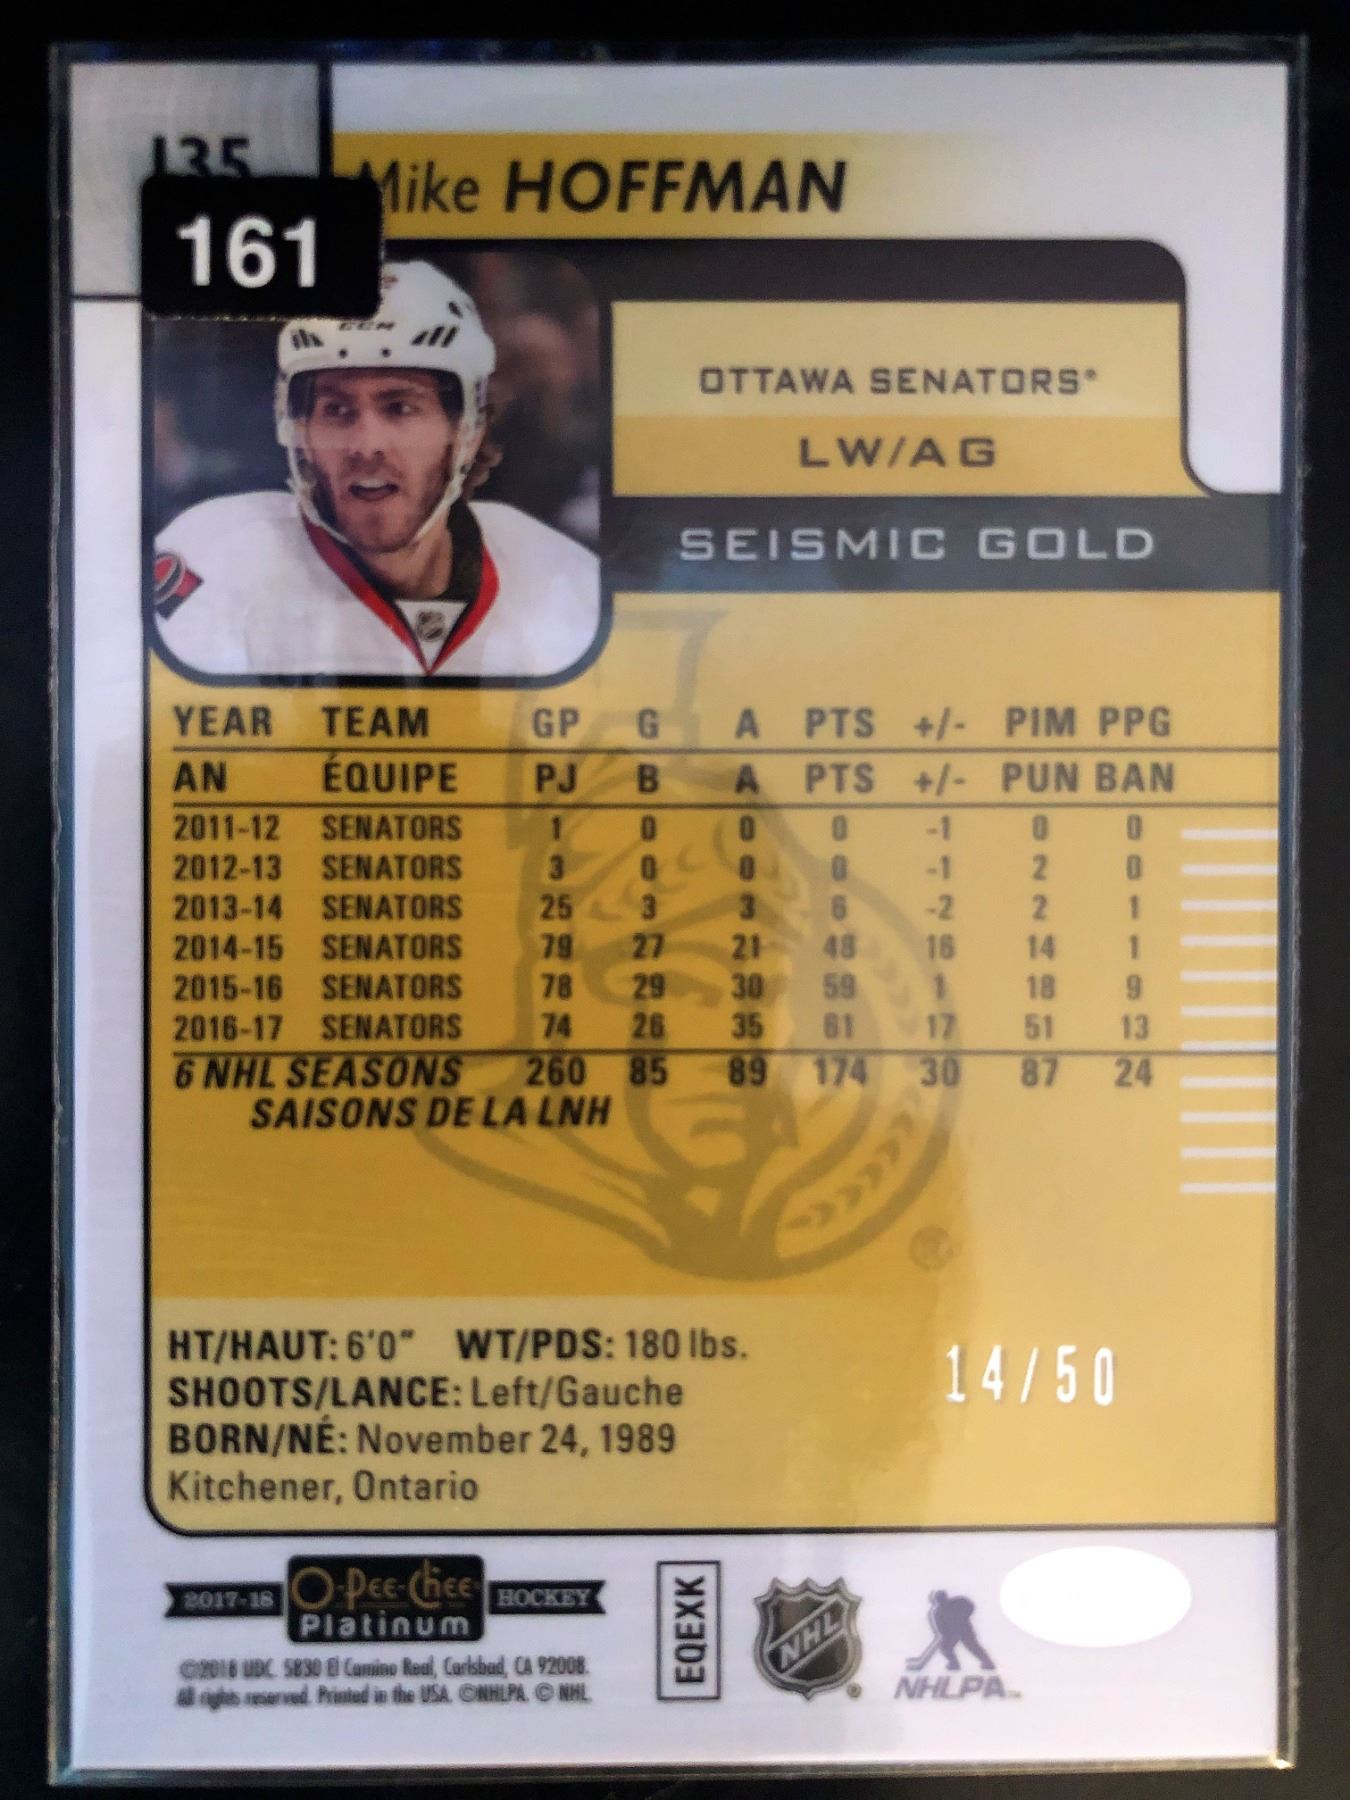 135
161
Mike HOFFMAN
CCM
OTTAWA SENATORS®
LW/AG
SEISMIC GOLD
YEAR TEAM GP G A PTS +/- PIM PPG
AN ÉQUIPE PJ B A PTS +/- PUN BAN
2011-12 SENATORS 1 0 0 0 -1 0 0
2012-13 SENATORS 3 0 0 0 -1 2 0
2013-14 SENATORS 25 3 3 6 -2 2 1
2014-15 SENATORS 79 27 21 48 16 14 1
2015-16 SENATORS 78 29 30 59 1 18 9
2016-17 SENATORS 74 26 35 61 17 51 13
6 NHL SEASONS 260 85 89 174 30 87 24
SAISONS DE LA LNH
®
HT/HAUT: 6'0" WT/PDS: 180 lbs.
SHOOTS/LANCE: Left/Gauche
BORN/NÉ: November 24, 1989
Kitchener, Ontario
14/50
2017-18 O-Pee-Chee HOCKEY
Platinum
©2018 UDC. 5830 El Camino Real, Carlsbad, CA 92008.
All rights reserved. Printed in the USA. ©NHLPA. © NHL
EQEXK
NHL®
NHLPA™